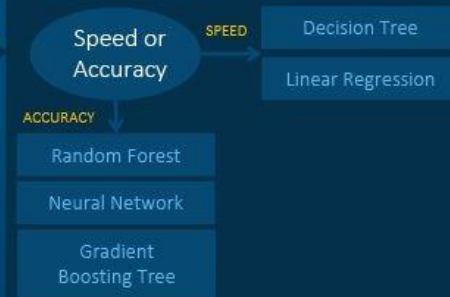 Speed or
Accuracy
SPEED
Decision Tree
Linear Regression
ACCURACY
Random Forest
Neural Network
Gradient
Boosting Tree